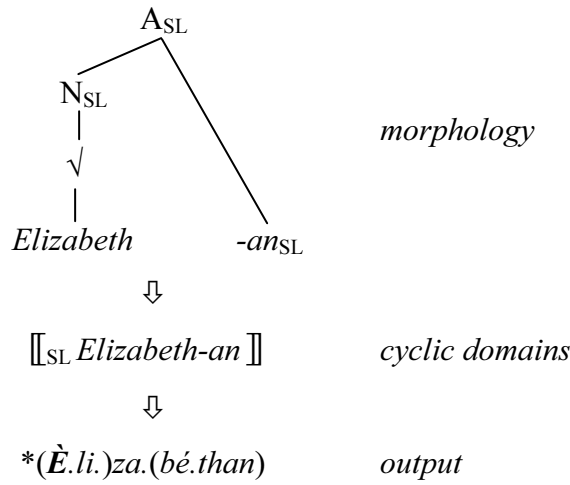 A_SL
N_SL
morphology
√
Elizabeth -an_SL
⇩
⟦_SL Elizabeth-an ⟧ cyclic domains
⇩
*(È.li.)za.(bé.than) output